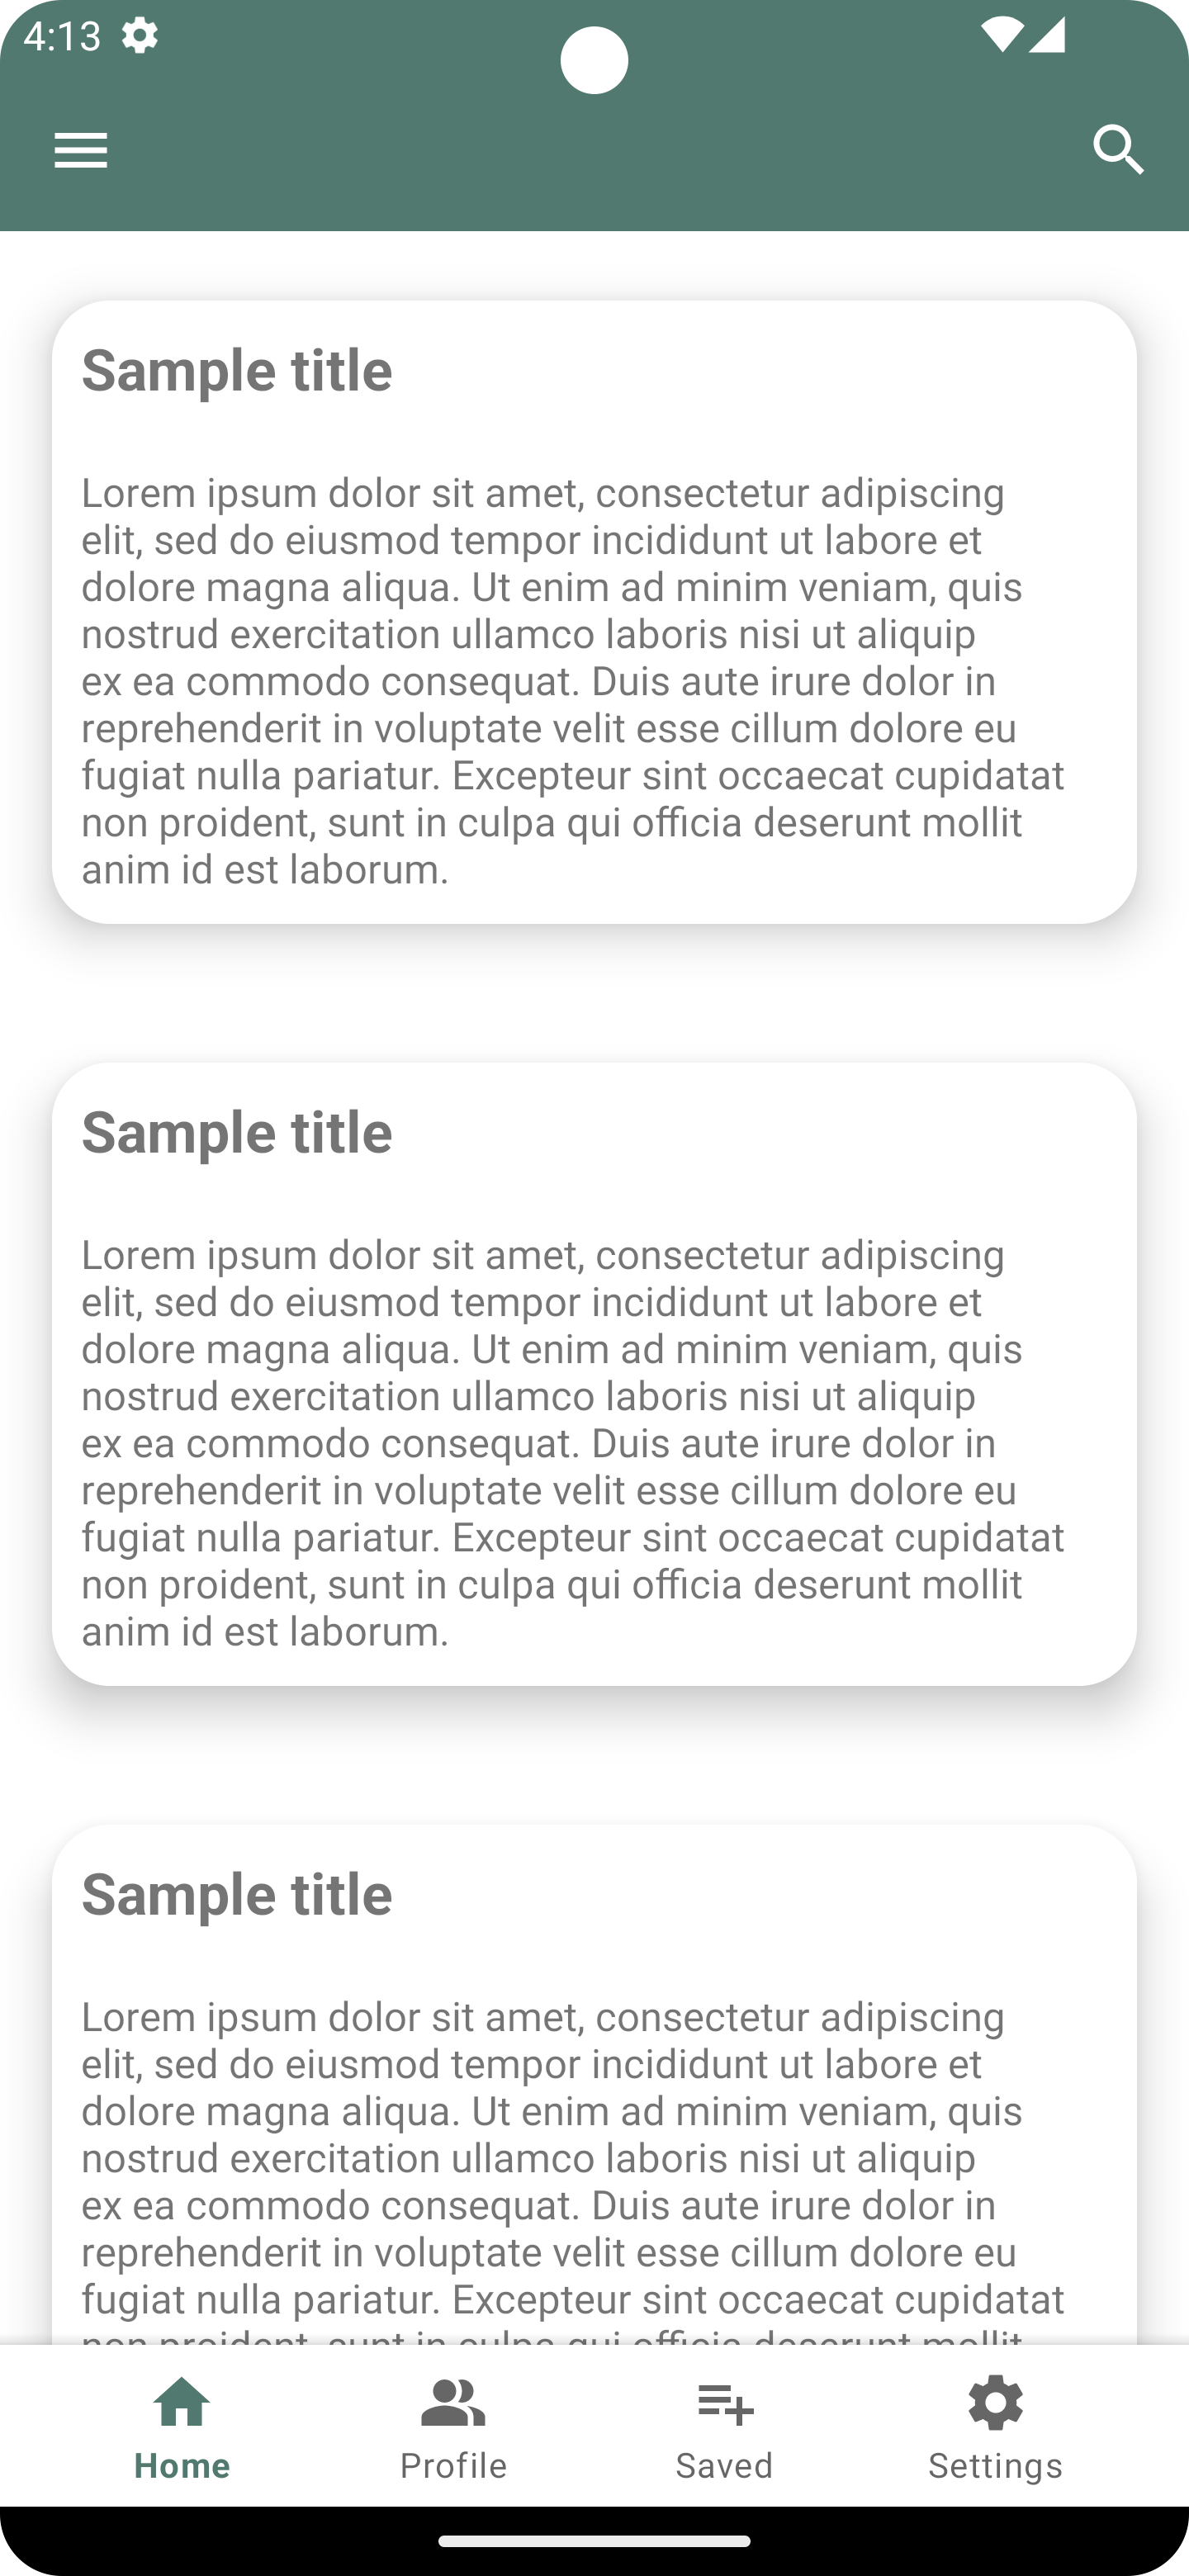 4:13
Sample title
Lorem ipsum dolor sit amet, consectetur adipiscing
elit, sed do eiusmod tempor incididunt ut labore et
dolore magna aliqua. Ut enim ad minim veniam, quis
nostrud exercitation ullamco laboris nisi ut aliquip
ex ea commodo consequat. Duis aute irure dolor in
reprehenderit in voluptate velit esse cillum dolore eu
fugiat nulla pariatur. Excepteur sint occaecat cupidatat
non proident, sunt in culpa qui officia deserunt mollit
anim id est laborum.
Sample title
Lorem ipsum dolor sit amet, consectetur adipiscing
elit, sed do eiusmod tempor incididunt ut labore et
dolore magna aliqua. Ut enim ad minim veniam, quis
nostrud exercitation ullamco laboris nisi ut aliquip
ex ea commodo consequat. Duis aute irure dolor in
reprehenderit in voluptate velit esse cillum dolore eu
fugiat nulla pariatur. Excepteur sint occaecat cupidatat
non proident, sunt in culpa qui officia deserunt mollit
anim id est laborum.
Sample title
Lorem ipsum dolor sit amet, consectetur adipiscing
elit, sed do eiusmod tempor incididunt ut labore et
dolore magna aliqua. Ut enim ad minim veniam, quis
nostrud exercitation ullamco laboris nisi ut aliquip
ex ea commodo consequat. Duis aute irure dolor in
reprehenderit in voluptate velit esse cillum dolore eu
fugiat nulla pariatur. Excepteur sint occaecat cupidatat
non proident, sunt in culpa qui officia deserunt mollit
Home
Profile
Saved
Settings